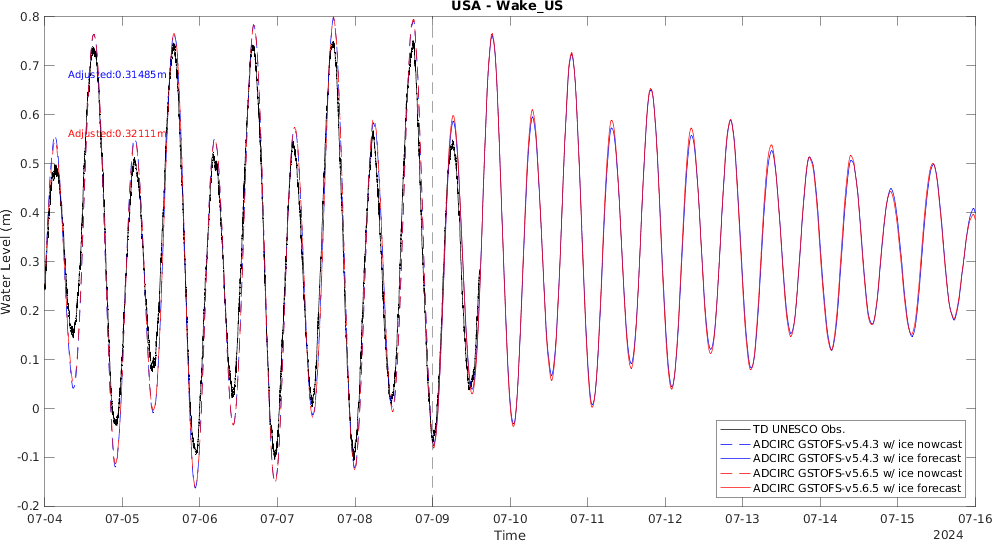 USA - Wake_US
0.8
0.7
0.6
0.5
0.4
0.3
0.2
0.1
0
-0.1
-0.2
Water Level (m)
Adjusted:0.31485m
Adjusted:0.32111m
TD UNESCO Obs.
ADCIRC GSTOFS-v5.4.3 w/ ice nowcast
ADCIRC GSTOFS-v5.4.3 w/ ice forecast
ADCIRC GSTOFS-v5.6.5 w/ ice nowcast
ADCIRC GSTOFS-v5.6.5 w/ ice forecast
07-04 07-05 07-06 07-07 07-08 07-09 07-10 07-11 07-12 07-13 07-14 07-15 07-16
Time
2024